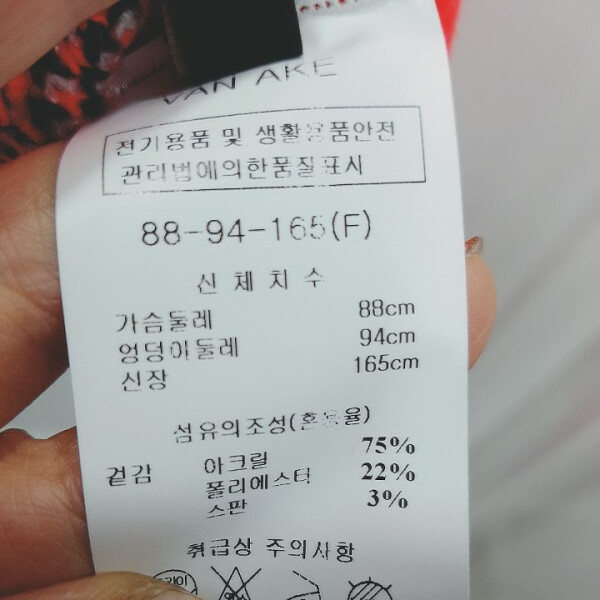 VAN AKE
전기용품 및 생활용품안전
관리법에의한품질표시
88-94-165(F)
신체치수
가슴둘레 88cm
엉덩이둘레 94cm
신장 165cm
섬유의조성(혼용율)
겉감 아크릴 75%
폴리에스터 22%
스판 3%
취급상 주의사항